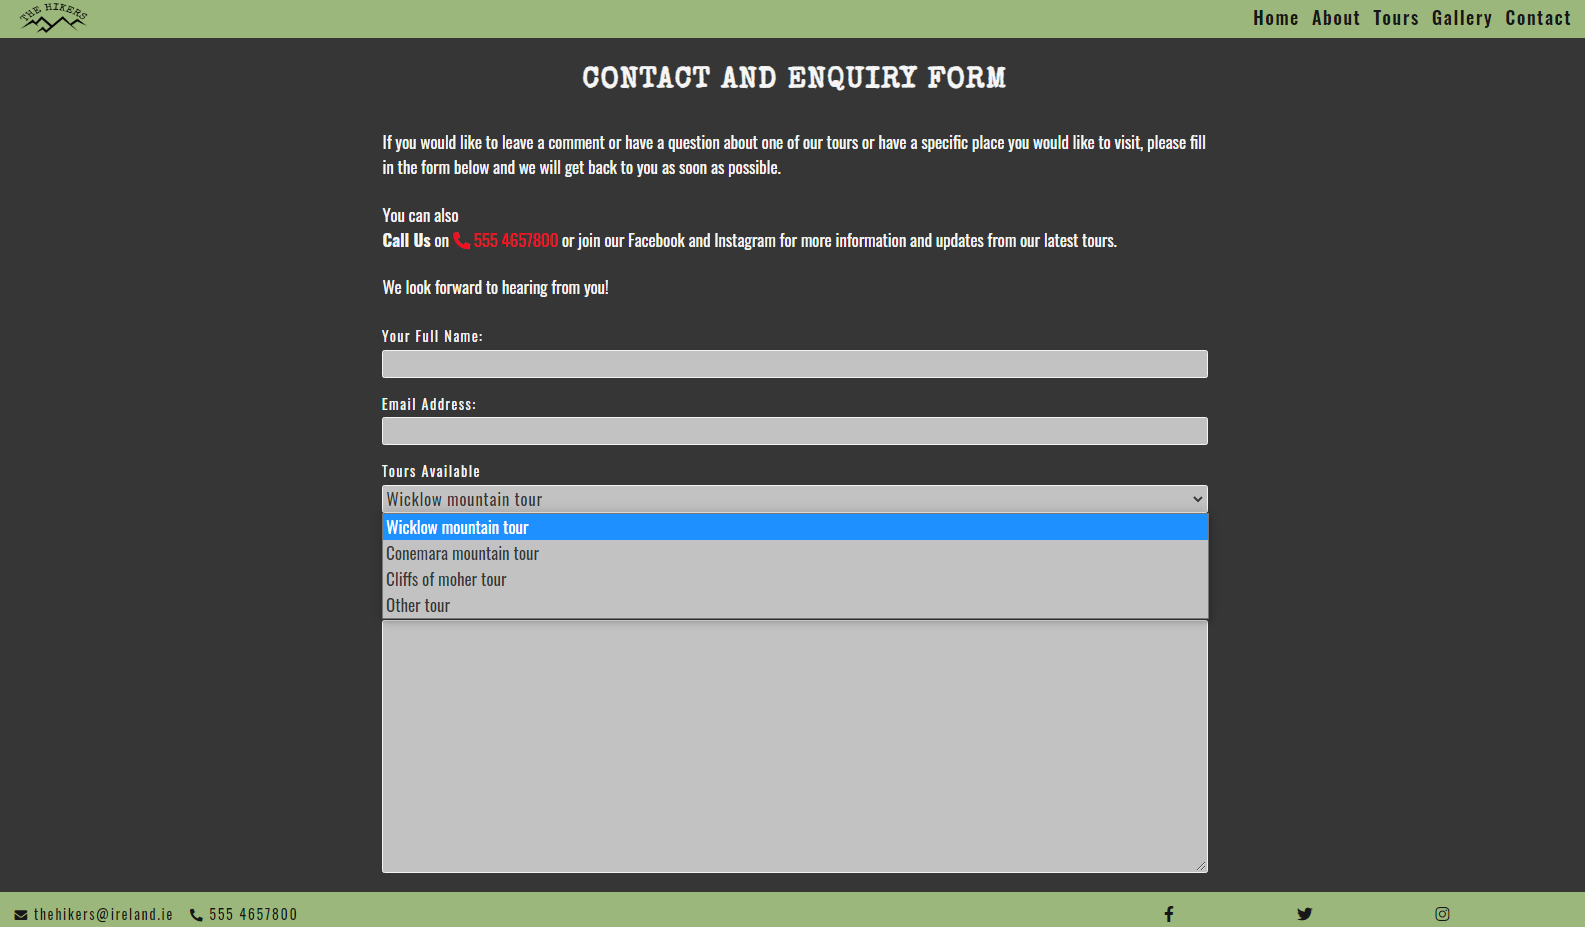 THE HIKERS
Home About Tours Gallery Contact
CONTACT AND ENQUIRY FORM
If you would like to leave a comment or have a question about one of our tours or have a specific place you would like to visit, please fill
in the form below and we will get back to you as soon as possible.
You can also
Call Us on 555 4657800 or join our Facebook and Instagram for more information and updates from our latest tours.
We look forward to hearing from you!
Your Full Name:
Email Address:
Tours Available
Wicklow mountain tour
Wicklow mountain tour
Conemara mountain tour
Cliffs of moher tour
Other tour
thehikers@ireland.ie 555 4657800